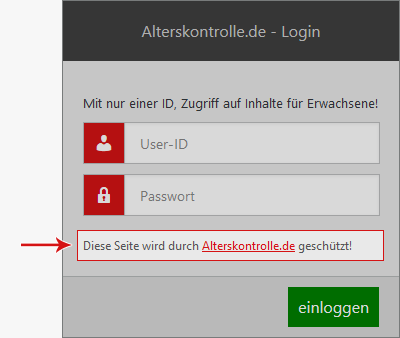 Alterskontrolle.de - Login
Mit nur einer ID, Zugriff auf Inhalte für Erwachsene!
User-ID
Passwort
Diese Seite wird durch Alterskontrolle.de geschützt!
einloggen